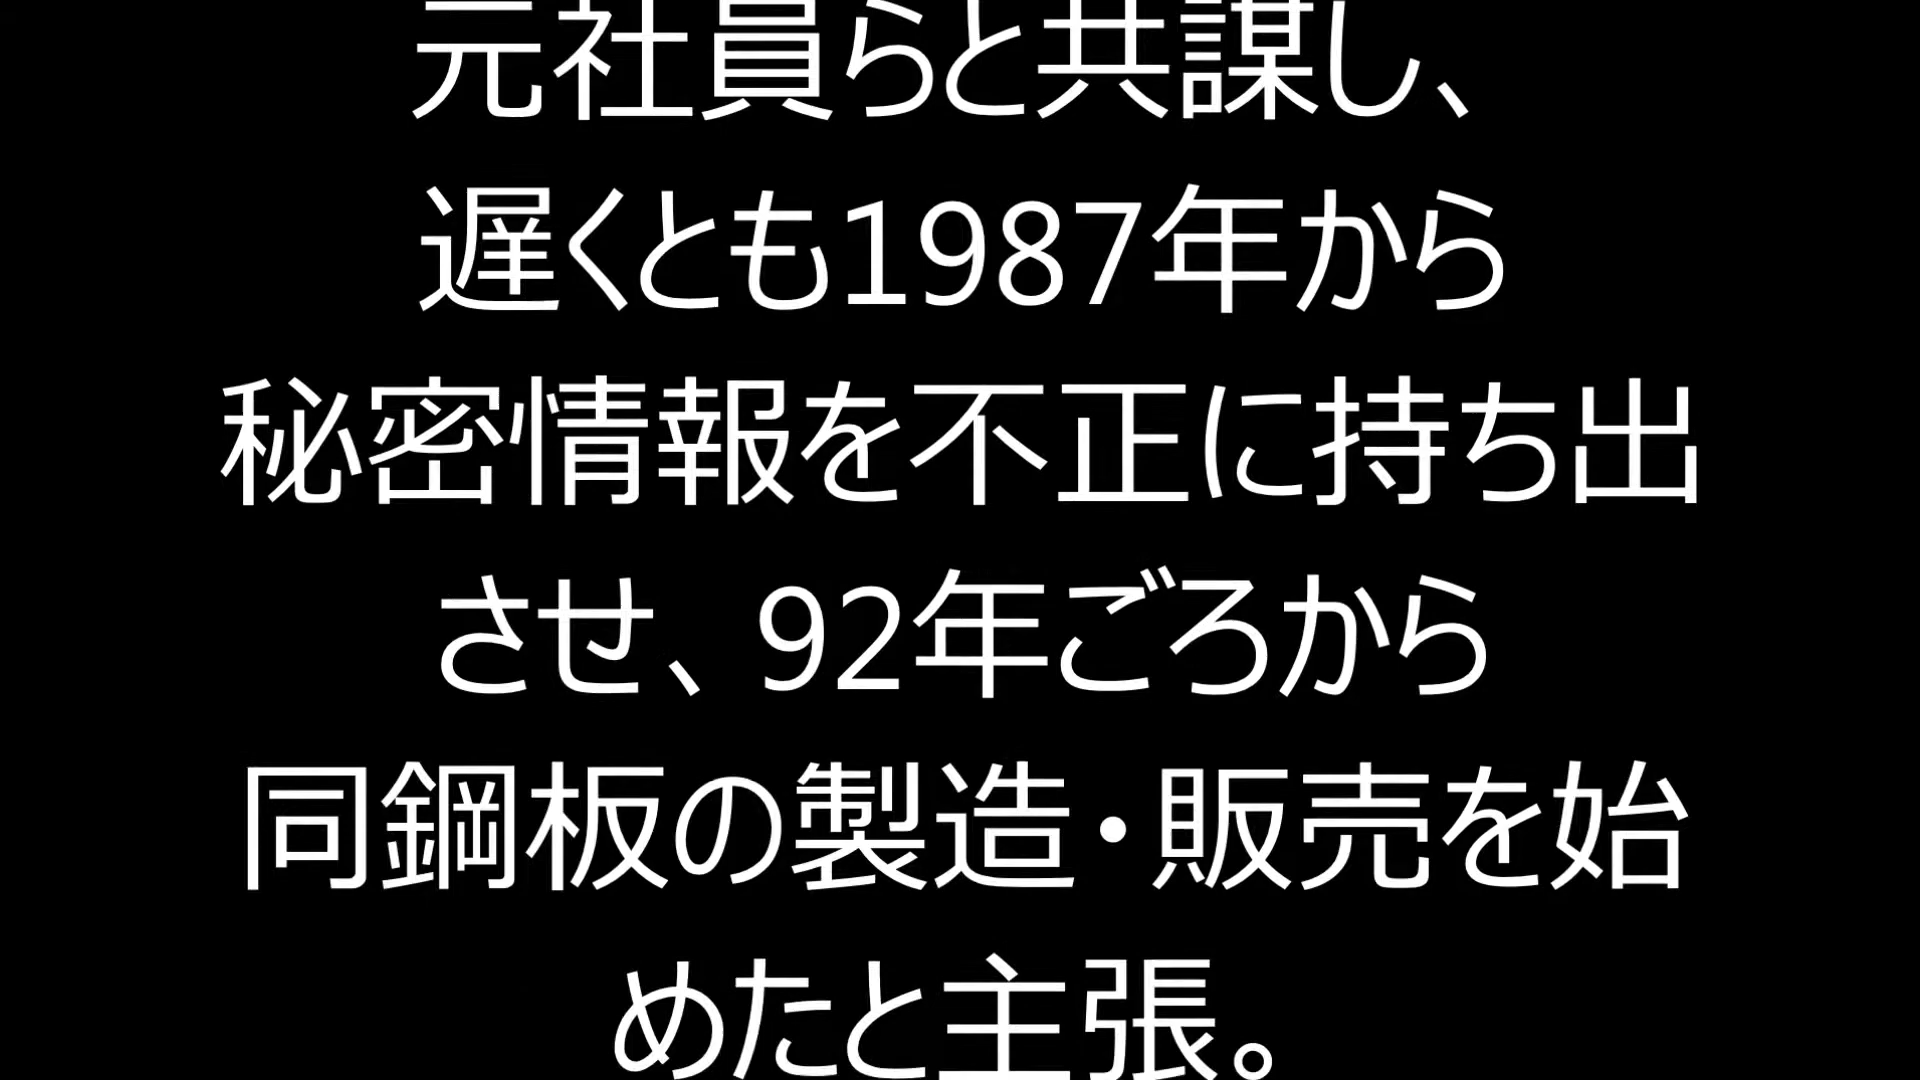 元社員らと共謀し、
遅くとも1987年から
秘密情報を不正に持ち出
させ、92年ごろから
同鋼板の製造・販売を始
めたと主張。